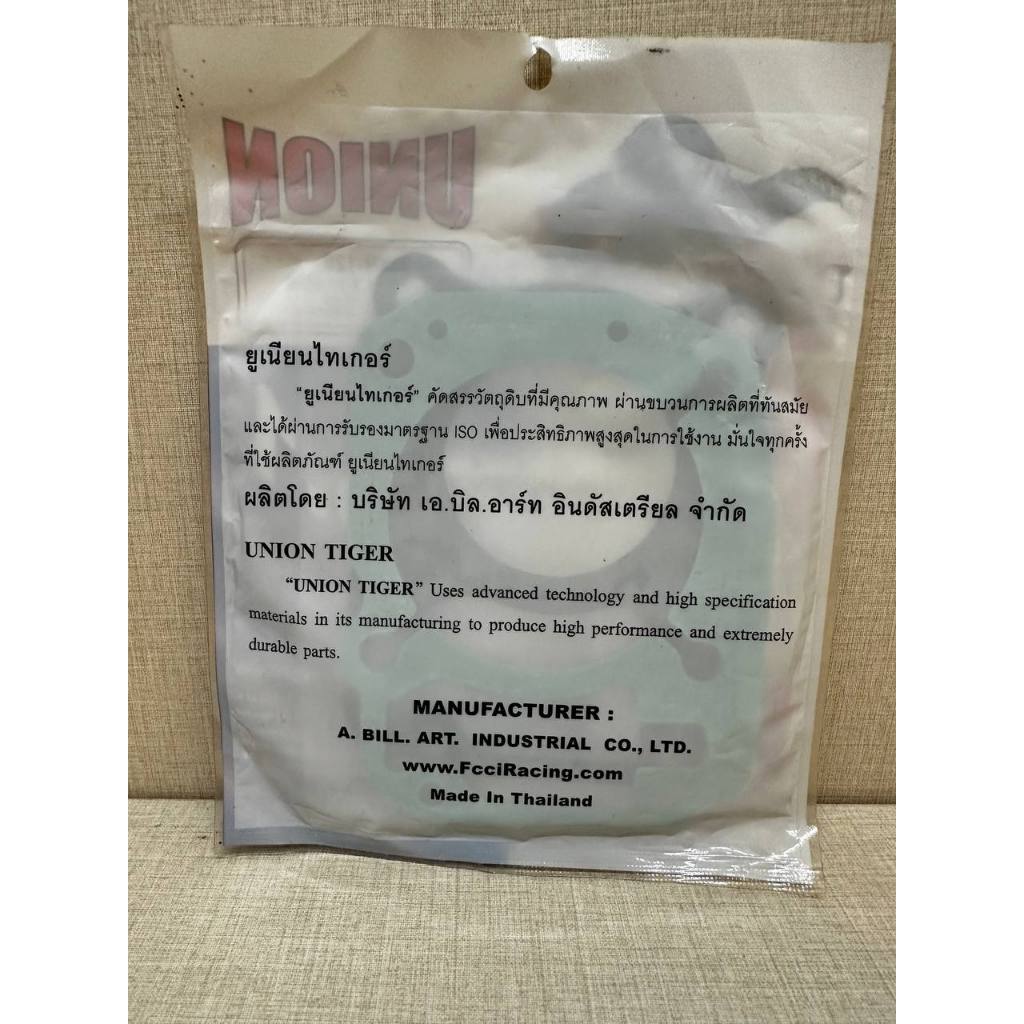 UNION
ยูเนียนไทเกอร์
"ยูเนียนไทเกอร์" คัดสรรวัตถุดิบที่มีคุณภาพ ผ่านขบวนการผลิตที่ทันสมัย
และได้ผ่านการรับรองมาตรฐาน ISO เพื่อประสิทธิภาพสูงสุดในการใช้งาน มั่นใจทุกครั้ง
ที่ใช้ผลิตภัณฑ์ ยูเนียนไทเกอร์
ผลิตโดย : บริษัท เอ.บิล.อาร์ท อินดัสเตรียล จำกัด
UNION TIGER
"UNION TIGER" Uses advanced technology and high specification
materials in its manufacturing to produce high performance and extremely
durable parts.
MANUFACTURER :
A. BILL. ART. INDUSTRIAL CO., LTD.
www.FcciRacing.com
Made In Thailand